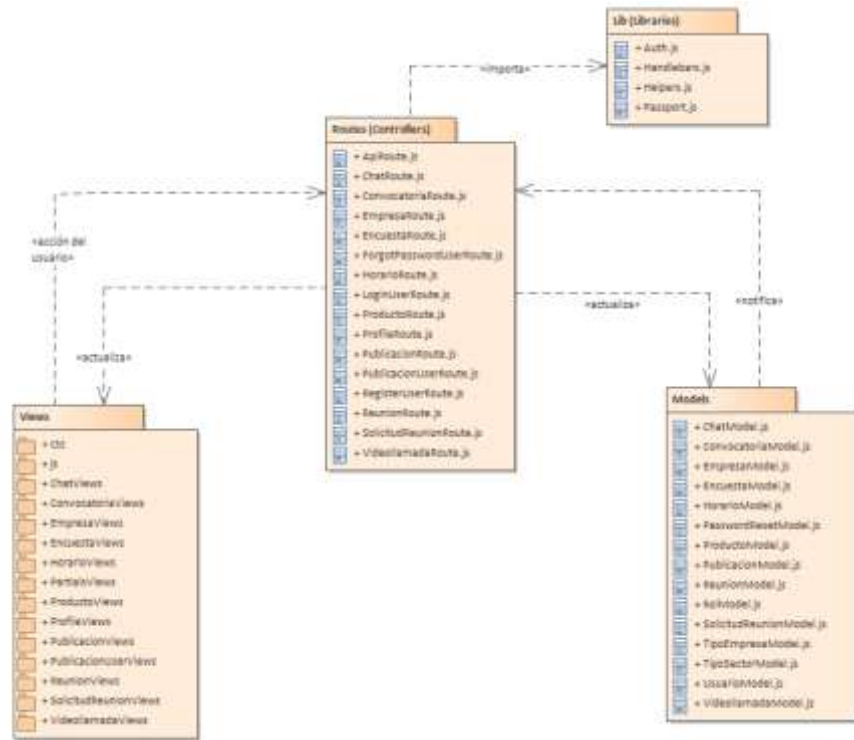 Lib (Libraries)
+ Auth.js
+ Handlebars.js
+ Helpers.js
+ Passport.js
«importa»
Routes (Controllers)
+ ApiRoute.js
+ ChatRoute.js
+ ConvocatoriaRoute.js
+ EmpresaRoute.js
+ EncuestaRoute.js
+ ForgotPasswordUserRoute.js
+ HorarioRoute.js
+ LoginUserRoute.js
+ ProductoRoute.js
+ ProfileRoute.js
+ PublicacionRoute.js
+ PublicacionUserRoute.js
+ RegisterUserRoute.js
+ ReunionRoute.js
+ SolicitudReunionRoute.js
+ VideollamadaRoute.js
«acción del
usuario»
«actualiza»
«actualiza»
«notifica»
Views
+ js
+ ChatViews
+ ConvocatoriaViews
+ EmpresaViews
+ EncuestaViews
+ HorarioViews
+ PartialsViews
+ ProductoViews
+ ProfileViews
+ PublicacionViews
+ PublicacionUserViews
+ ReunionViews
+ SolicitudReunionViews
+ VideollamadaViews
Models
+ ChatModel.js
+ ConvocatoriaModel.js
+ EmpresaModel.js
+ EncuestaModel.js
+ HorarioModel.js
+ PasswordResetModel.js
+ ProductoModel.js
+ PublicacionModel.js
+ ReunionModel.js
+ RolModel.js
+ SolicitudReunionModel.js
+ TipoEmpresaModel.js
+ TipoSectorModel.js
+ UsuarioModel.js
+ VideollamadaModel.js